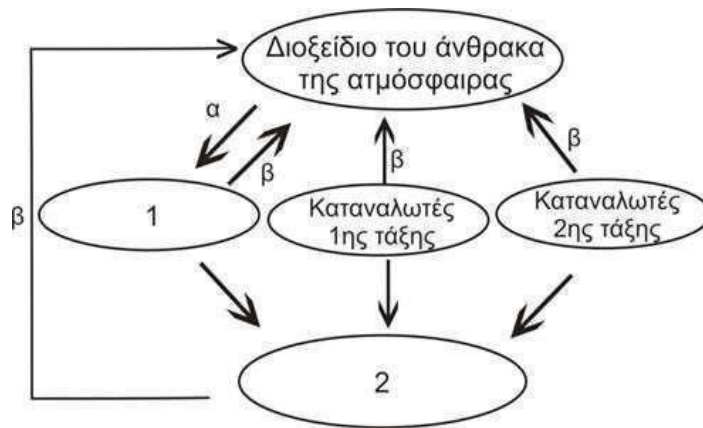 Διοξείδιο του άνθρακα
της ατμόσφαιρας
α
β
β
β
1
Καταναλωτές
1ης τάξης
Καταναλωτές
2ης τάξης
β
2